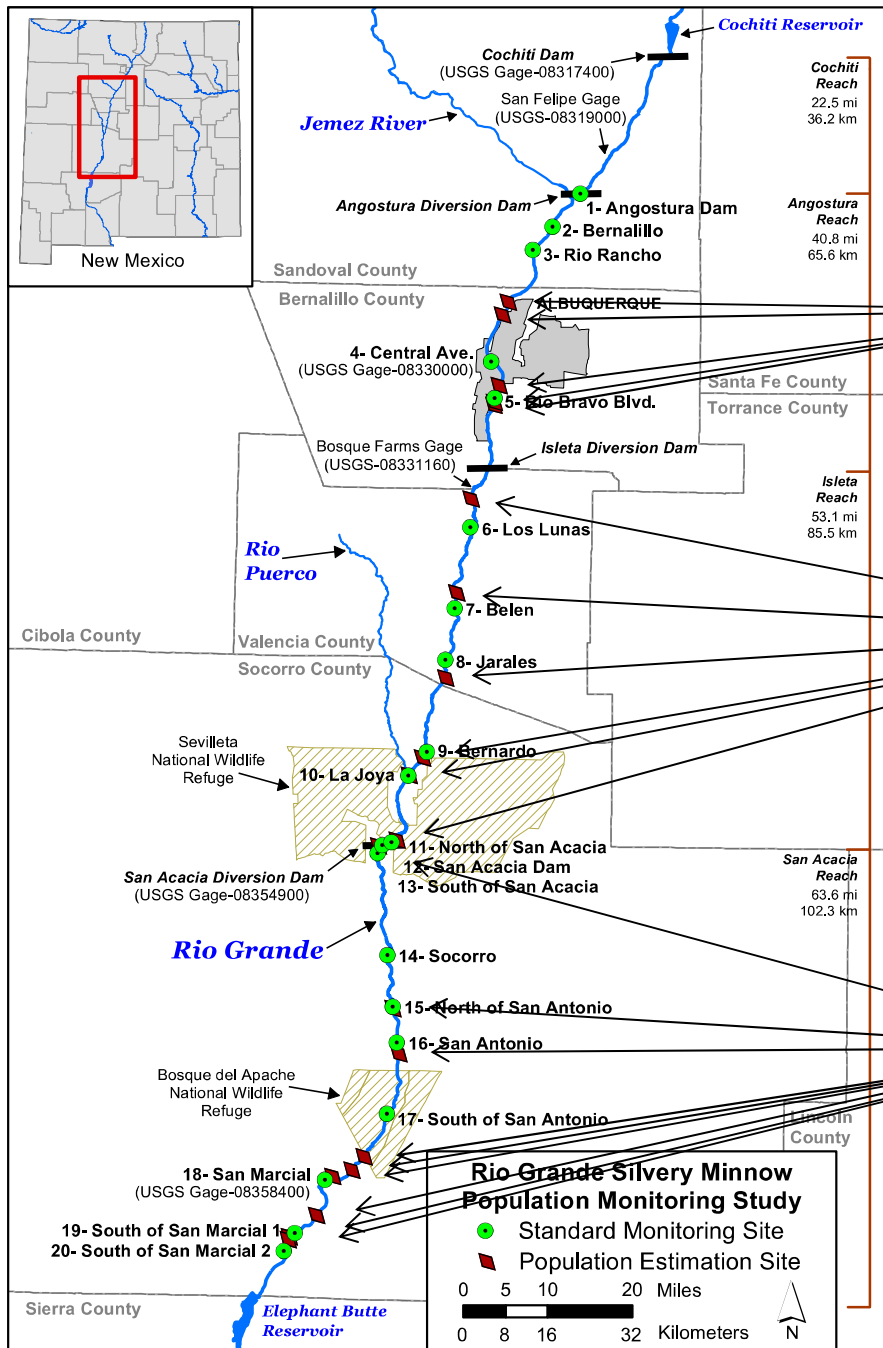 Cochiti Reservoir
Cochiti Dam
(USGS Gage-08317400)
Cochiti
Reach
22.5 mi
36.2 km
San Felipe Gage
(USGS-08319000)
Jemez River
New Mexico
Angostura Diversion Dam
1- Angostura Dam
Angostura
Reach
40.8 mi
65.6 km
2- Bernalillo
3- Rio Rancho
Sandoval County
Bernalillo County
ALBUQUERQUE
4- Central Ave.
(USGS Gage-08330000)
Santa Fe County
Torrance County
5- Rio Bravo Blvd.
Bosque Farms Gage
(USGS-08331160)
Isleta Diversion Dam
Isleta
Reach
53.1 mi
85.5 km
6- Los Lunas
Rio
Puerco
7- Belen
Cibola County
Valencia County
Socorro County
8- Jarales
Sevilleta
National Wildlife
Refuge
9- Bernardo
10- La Joya
11- North of San Acacia
12- San Acacia Dam
13- South of San Acacia
San Acacia Diversion Dam
(USGS Gage-08354900)
San Acacia
Reach
63.6 mi
102.3 km
Rio Grande
14- Socorro
15- North of San Antonio
16- San Antonio
Bosque del Apache
National Wildlife
Refuge
17- South of San Antonio
Lincoln
County
18- San Marcial
(USGS Gage-08358400)
19- South of San Marcial 1
20- South of San Marcial 2
Sierra County
Elephant Butte
Reservoir
Rio Grande Silvery Minnow
Population Monitoring Study
Standard Monitoring Site
Population Estimation Site
0 5 10 20 Miles
0 8 16 32 Kilometers
N